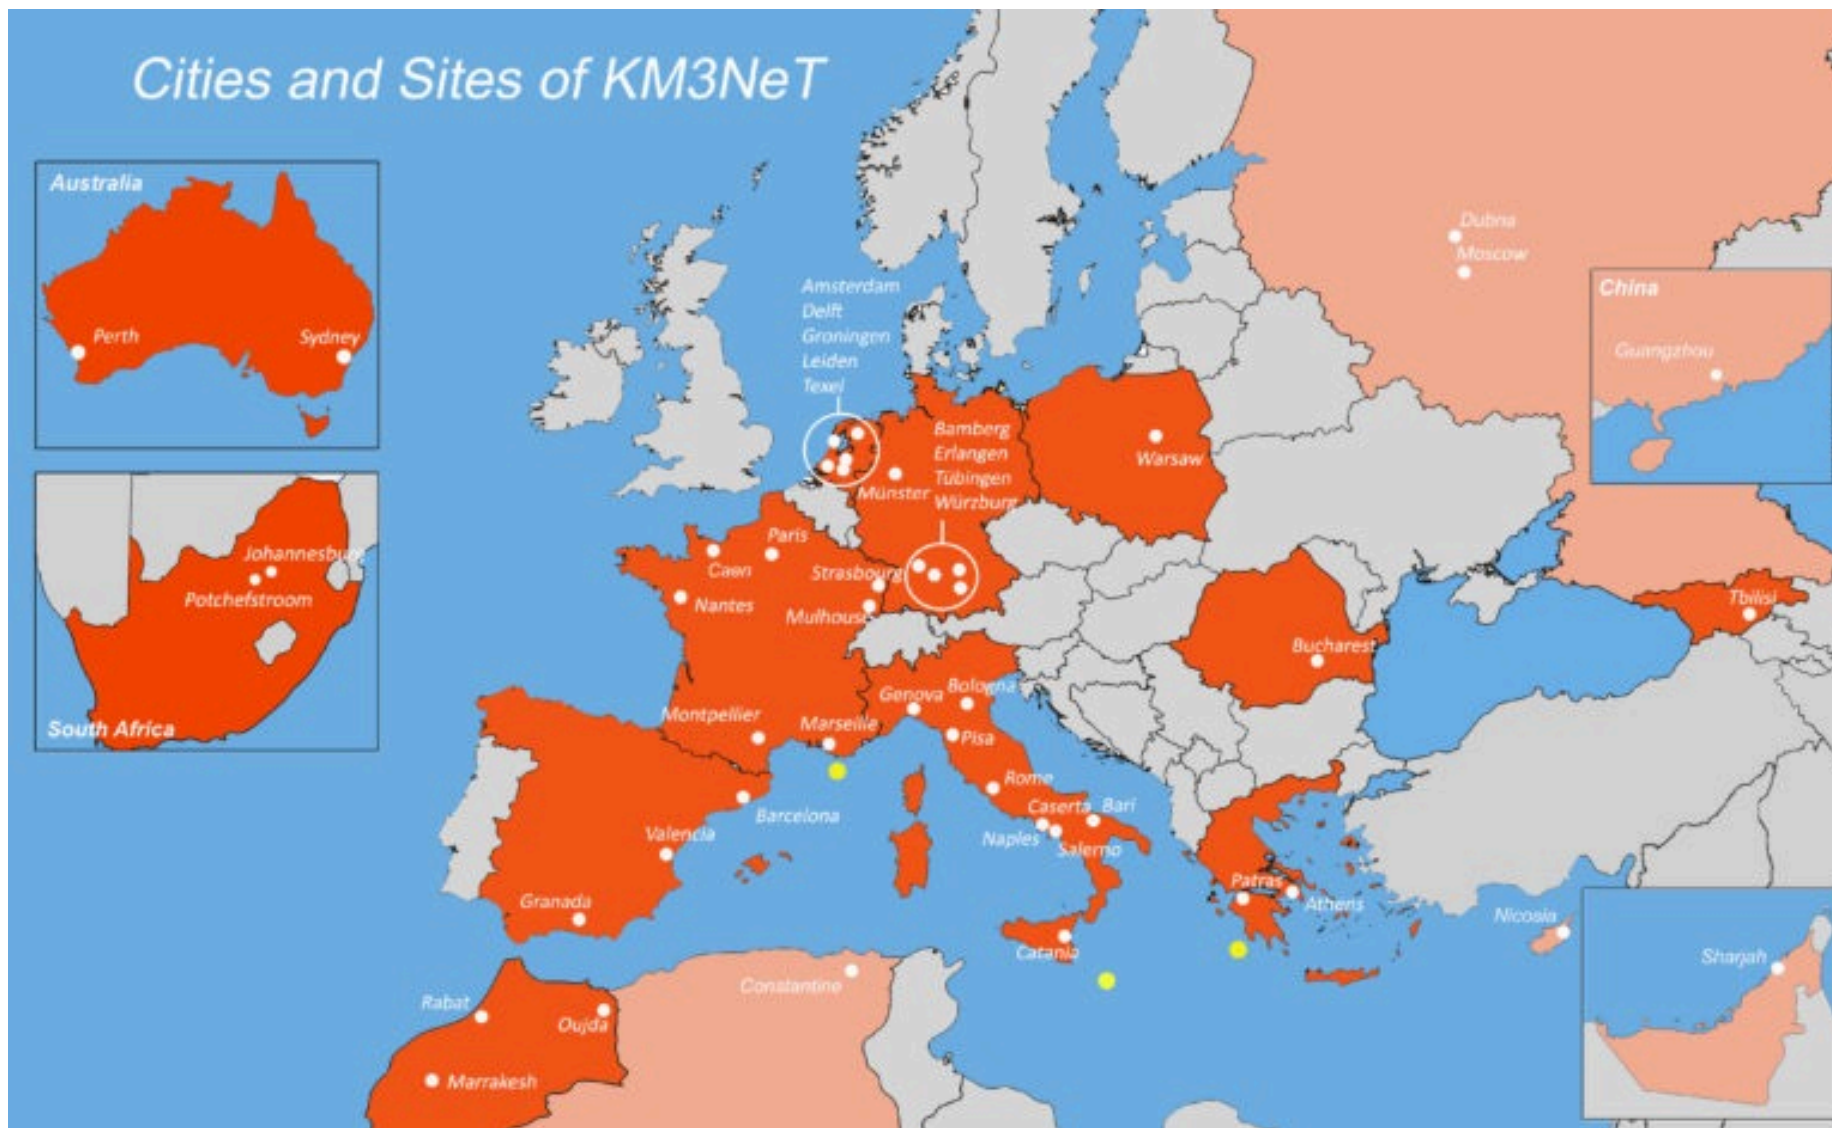 Cities and Sites of KM3NeT
Australia
Perth
Sydney
Johannesburg
Potchefstroom
South Africa
Amsterdam
Delft
Groningen
Leiden
Texel
Bamberg
Erlangen
Tübingen
Würzburg
Münster
Warsaw
Dubna
Moscow
China
Guangzhou
Paris
Caen
Strasbourg
Nantes
Mulhouse
Tbilisi
Bucharest
Genova
Bologna
Montpellier
Marseille
Pisa
Rome
Barcelona
Caserta
Bari
Valencia
Naples
Salerno
Granada
Patras
Athens
Nicosia
Catania
Sharjah
Constantine
Rabat
Oujda
Marrakesh